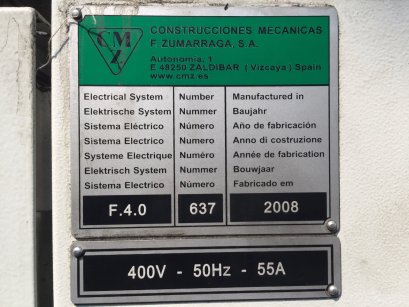 CMZ
CONSTRUCCIONES MECANICAS
F. ZUMARRAGA, S.A.
Autonomia, 1
E 48250 ZALDIBAR ( Vizcaya ) Spain
www.cmz.es
Electrical System Number Manufactured in
Elektrische System Nummer Baujahr
Sistema Eléctrico Número Año de fabricación
Sistema Eléctrico Número Anno di costruzione
Systeme Electrique Numéro Année de fabrication
Elektrisch System Nummer Bouwjaar
Sistema Electrico Número Fabricado em
F.4.0 637 2008
400V - 50Hz - 55A